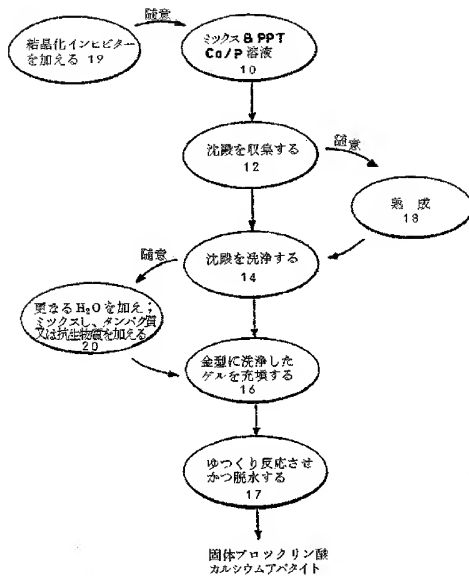 随意
結晶化インヒビター
を加える 19
ミックス&PPT
Ca/P 溶液
10
沈殿を収集する
12
随意
熟 成
18
沈殿を洗浄する
14
随意
更なる H₂O を加え;
ミックスし、タンパク質
又は抗生物質を加える
20
金型に洗浄した
ゲルを充填する
16
ゆつくり反応させ
かつ脱水する
17
固体ブロックリン酸
カルシウムアパタイト